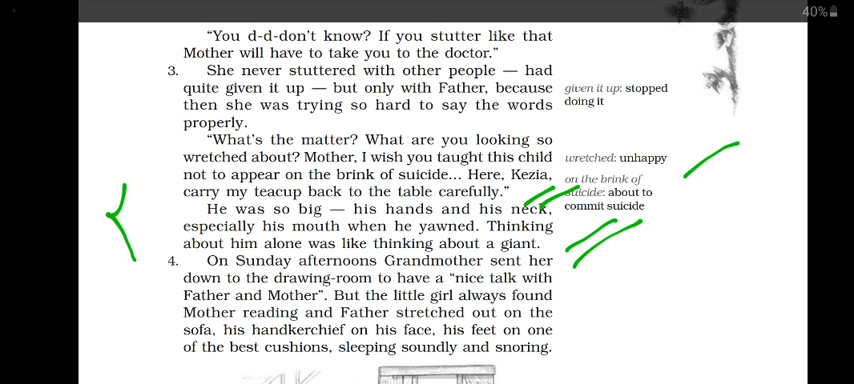 40%
“You d-d-don’t know? If you stutter like that
Mother will have to take you to the doctor.”
3. She never stuttered with other people — had
quite given it up — but only with Father, because
then she was trying so hard to say the words
properly.
given it up: stopped
doing it
“What’s the matter? What are you looking so
wretched about? Mother, I wish you taught this child
not to appear on the brink of suicide... Here, Kezia,
carry my teacup back to the table carefully.”
wretched: unhappy
on the brink of
suicide: about to
commit suicide
He was so big — his hands and his neck,
especially his mouth when he yawned. Thinking
about him alone was like thinking about a giant.
4. On Sunday afternoons Grandmother sent her
down to the drawing-room to have a “nice talk with
Father and Mother”. But the little girl always found
Mother reading and Father stretched out on the
sofa, his handkerchief on his face, his feet on one
of the best cushions, sleeping soundly and snoring.